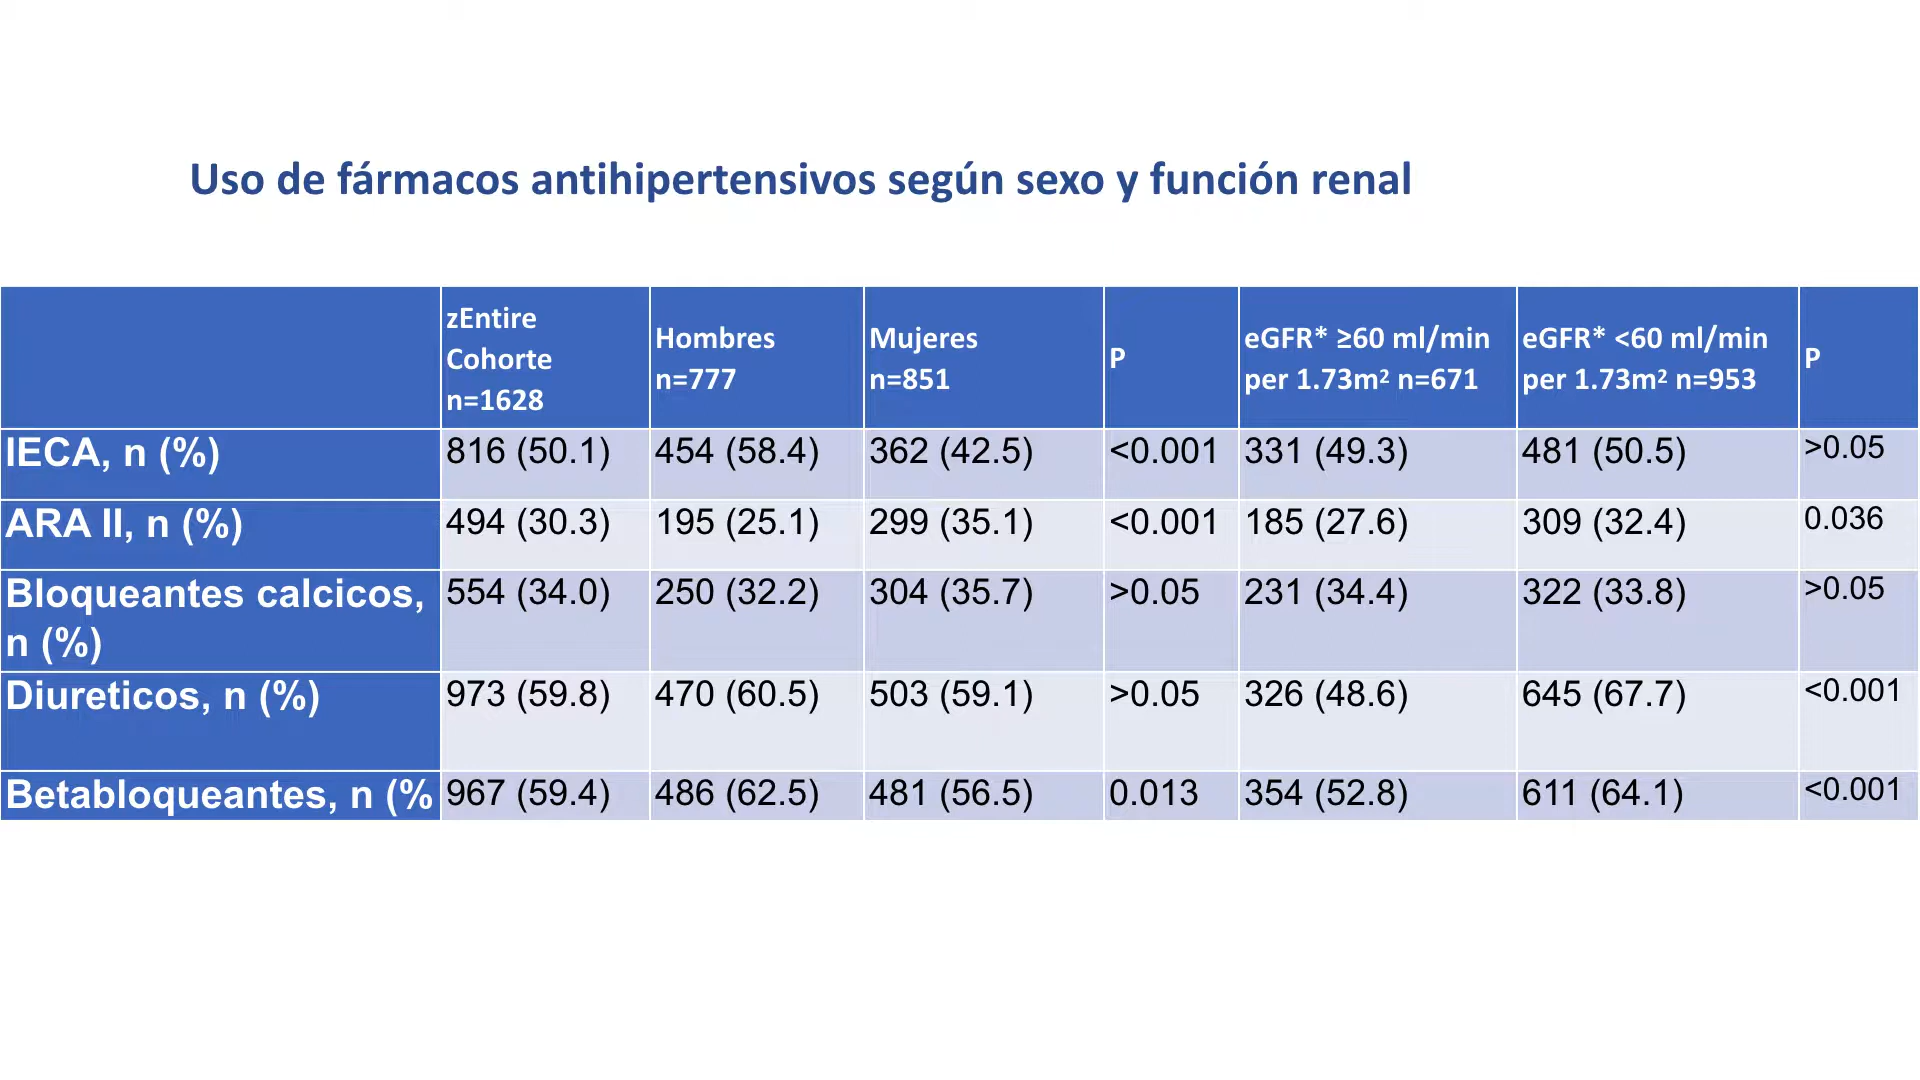 Uso de fármacos antihipertensivos según sexo y función renal
zEntire
Cohorte
n=1628
Hombres
n=777
Mujeres
n=851
P
eGFR* ≥60 ml/min
per 1.73m² n=671
eGFR* <60 ml/min
per 1.73m² n=953
P
IECA, n (%) 816 (50.1) 454 (58.4) 362 (42.5) <0.001 331 (49.3) 481 (50.5) >0.05
ARA II, n (%) 494 (30.3) 195 (25.1) 299 (35.1) <0.001 185 (27.6) 309 (32.4) 0.036
Bloqueantes calcicos,
n (%)
554 (34.0) 250 (32.2) 304 (35.7) >0.05 231 (34.4) 322 (33.8) >0.05
Diureticos, n (%) 973 (59.8) 470 (60.5) 503 (59.1) >0.05 326 (48.6) 645 (67.7) <0.001
Betabloqueantes, n (% 967 (59.4) 486 (62.5) 481 (56.5) 0.013 354 (52.8) 611 (64.1) <0.001